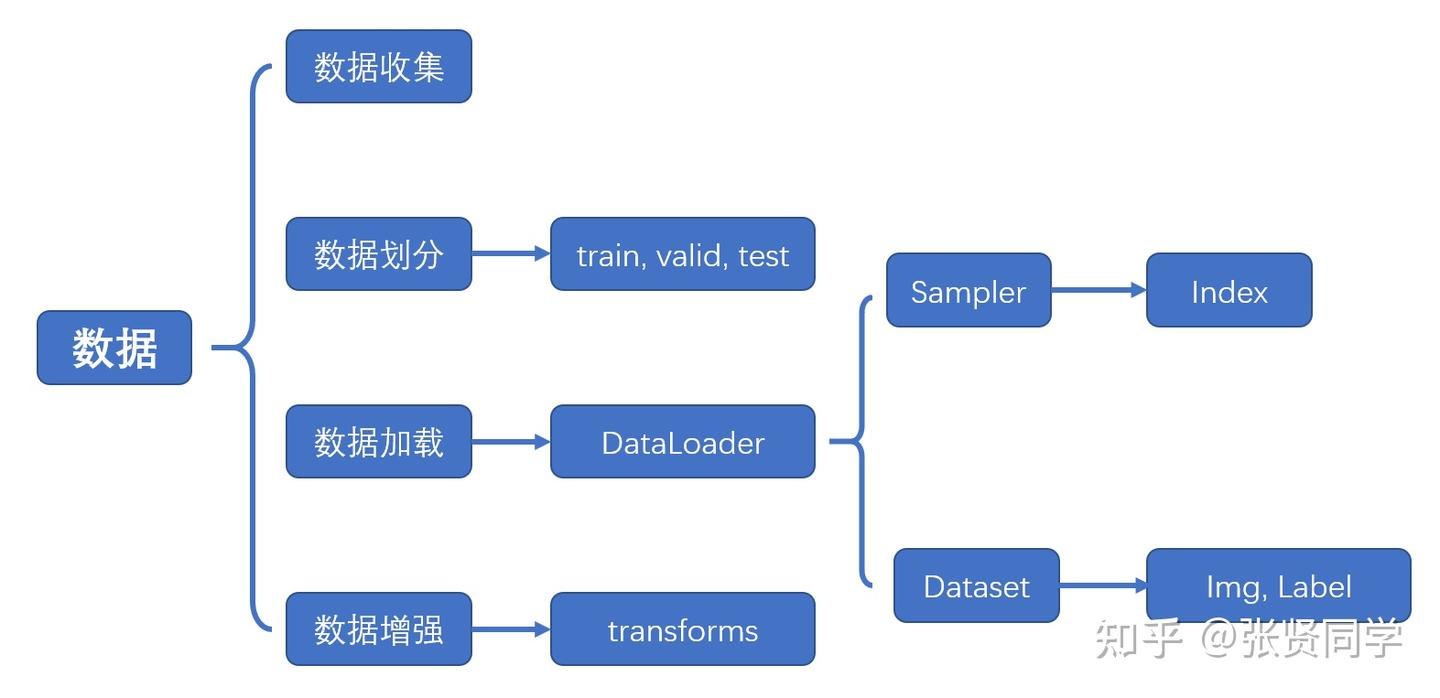 数据
数据收集
数据划分
train, valid, test
数据加载
DataLoader
Sampler
Index
Dataset
Img, Label
数据增强
transforms
知乎 @张贤同学